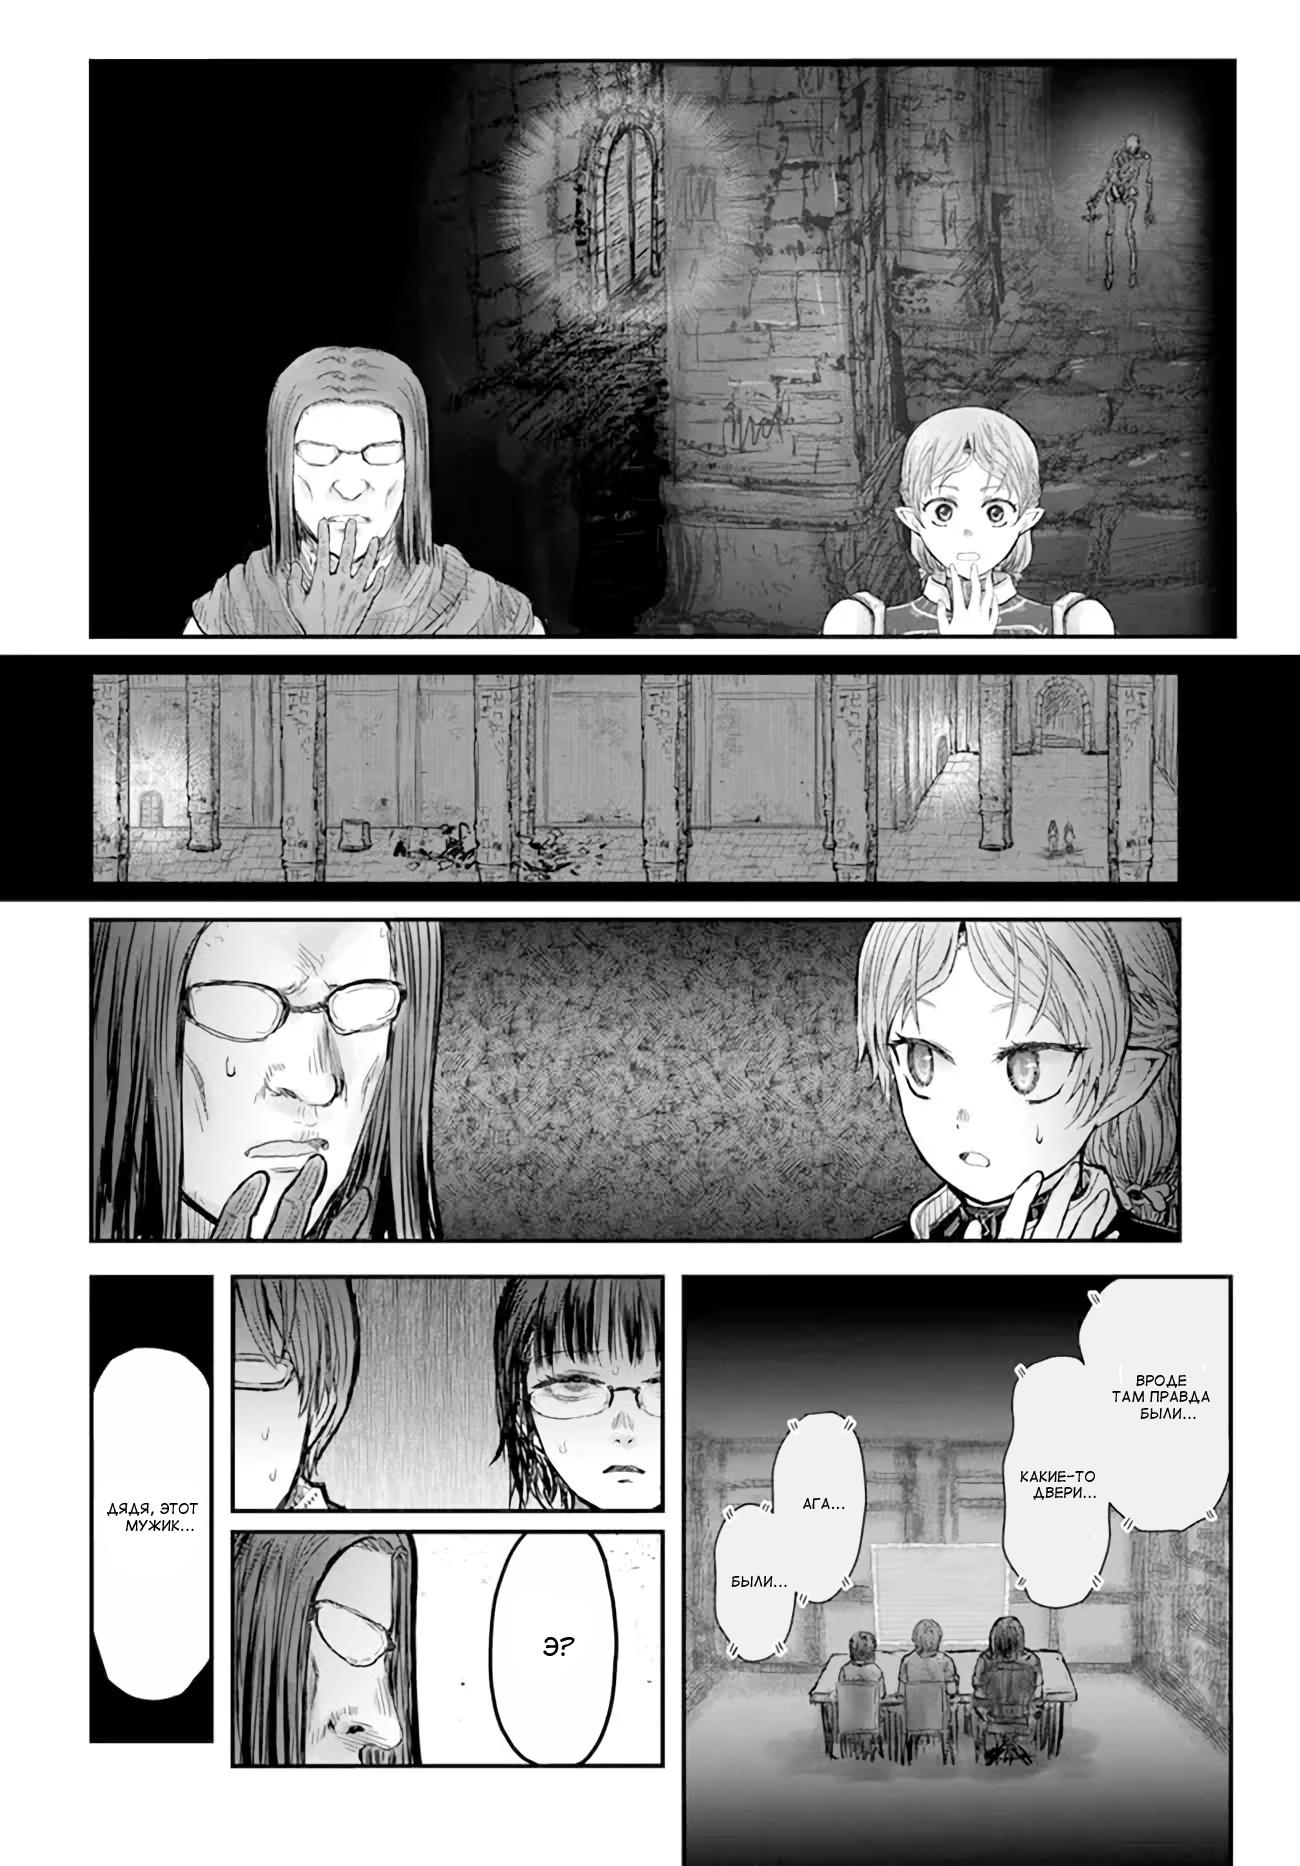 ВРОДЕ
ТАМ ПРАВДА
БЫЛИ...
КАКИЕ-ТО
ДВЕРИ...
АГА...
БЫЛИ...
Э?
ДЯДЯ, ЭТОТ
МУЖИК...